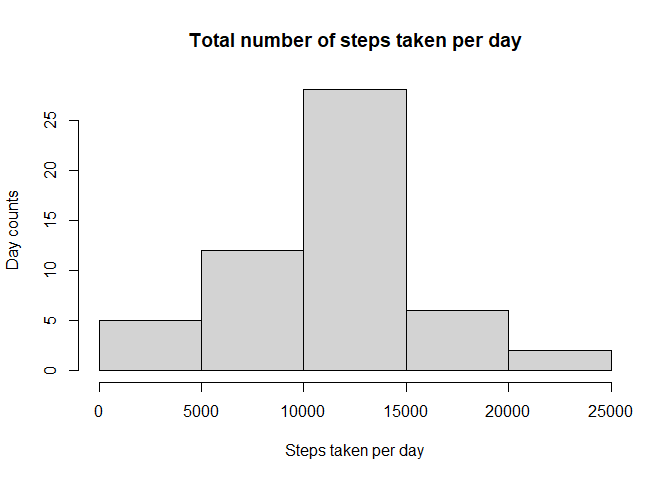 Total number of steps taken per day
Day counts
25
20
15
10
5
0
0 5000 10000 15000 20000 25000
Steps taken per day